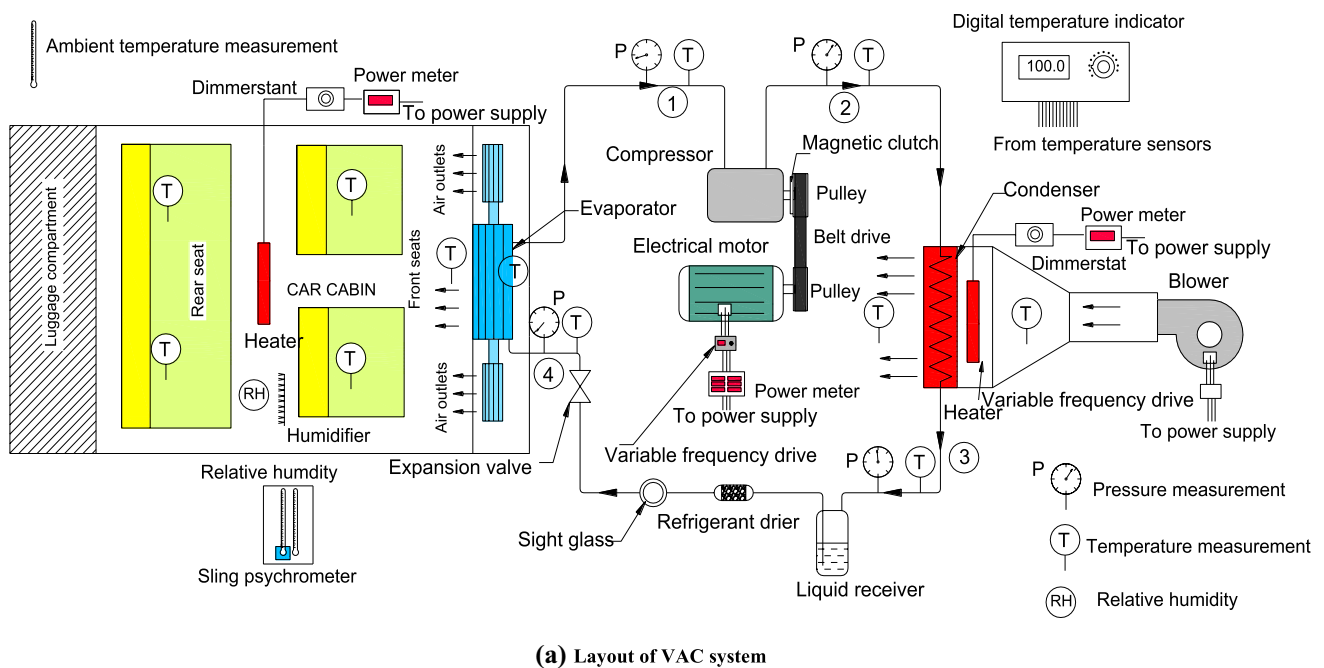 Digital temperature indicator
Ambient temperature measurement
P
T
P
T
Power meter
Dimmerstant
100.0
To power supply
1
2
Magnetic clutch
From temperature sensors
Compressor
Air outlets
Condenser
T
T
Pulley
Evaporator
Power meter
Luggage compartment
Rear seat
Front seats
T
T
Electrical motor
Belt drive
To power supply
Dimmerstat
CAR CABIN
Pulley
Blower
P
T
T
T
Heater
T
T
4
Air outlets
RH
Power meter
Heater
Variable frequency drive
To power supply
Humidifier
To power supply
Expansion valve
Variable frequency drive
P
T
3
Relative humdity
P
Pressure measurement
Refrigerant drier
Sight glass
T
Temperature measurement
Sling psychrometer
Liquid receiver
RH
Relative humidity
(a) Layout of VAC system